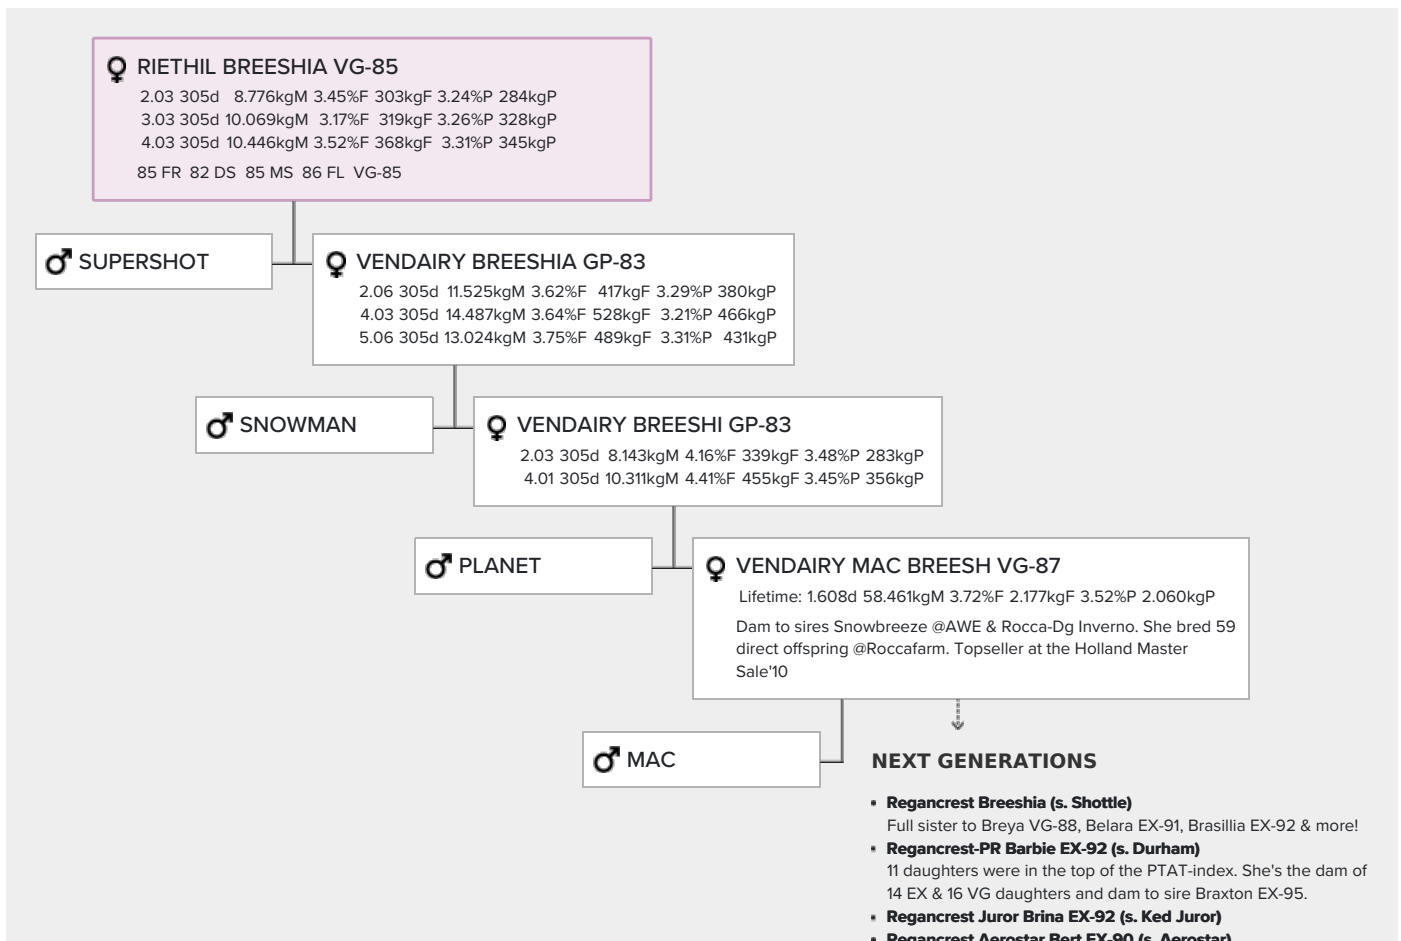 RIETHIL BREESHIA VG-85
2.03 305d 8.776kgM 3.45%F 303kgF 3.24%P 284kgP
3.03 305d 10.069kgM 3.17%F 319kgF 3.26%P 328kgP
4.03 305d 10.446kgM 3.52%F 368kgF 3.31%P 345kgP
85 FR 82 DS 85 MS 86 FL VG-85
SUPERSHOT
VENDAIRY BREESHIA GP-83
2.06 305d 11.525kgM 3.62%F 417kgF 3.29%P 380kgP
4.03 305d 14.487kgM 3.64%F 528kgF 3.21%P 466kgP
5.06 305d 13.024kgM 3.75%F 489kgF 3.31%P 431kgP
SNOWMAN
VENDAIRY BREESHI GP-83
2.03 305d 8.143kgM 4.16%F 339kgF 3.48%P 283kgP
4.01 305d 10.311kgM 4.41%F 455kgF 3.45%P 356kgP
PLANET
VENDAIRY MAC BREESH VG-87
Lifetime: 1.608d 58.461kgM 3.72%F 2.177kgF 3.52%P 2.060kgP
Dam to sires Snowbreeze @AWE & Rocca-Dg Inverno. She bred 59
direct offspring @Roccafarm. Topseller at the Holland Master
Sale'10
MAC
NEXT GENERATIONS
Regancrest Breeshia (s. Shottle)
Full sister to Breya VG-88, Belara EX-91, Brasillia EX-92 & more!
Regancrest-PR Barbie EX-92 (s. Durham)
11 daughters were in the top of the PTAT-index. She's the dam of
14 EX & 16 VG daughters and dam to sire Braxton EX-95.
Regancrest Juror Brina EX-92 (s. Ked Juror)
Regancrest Aerostar Bert EX-90 (s. Aerostar)